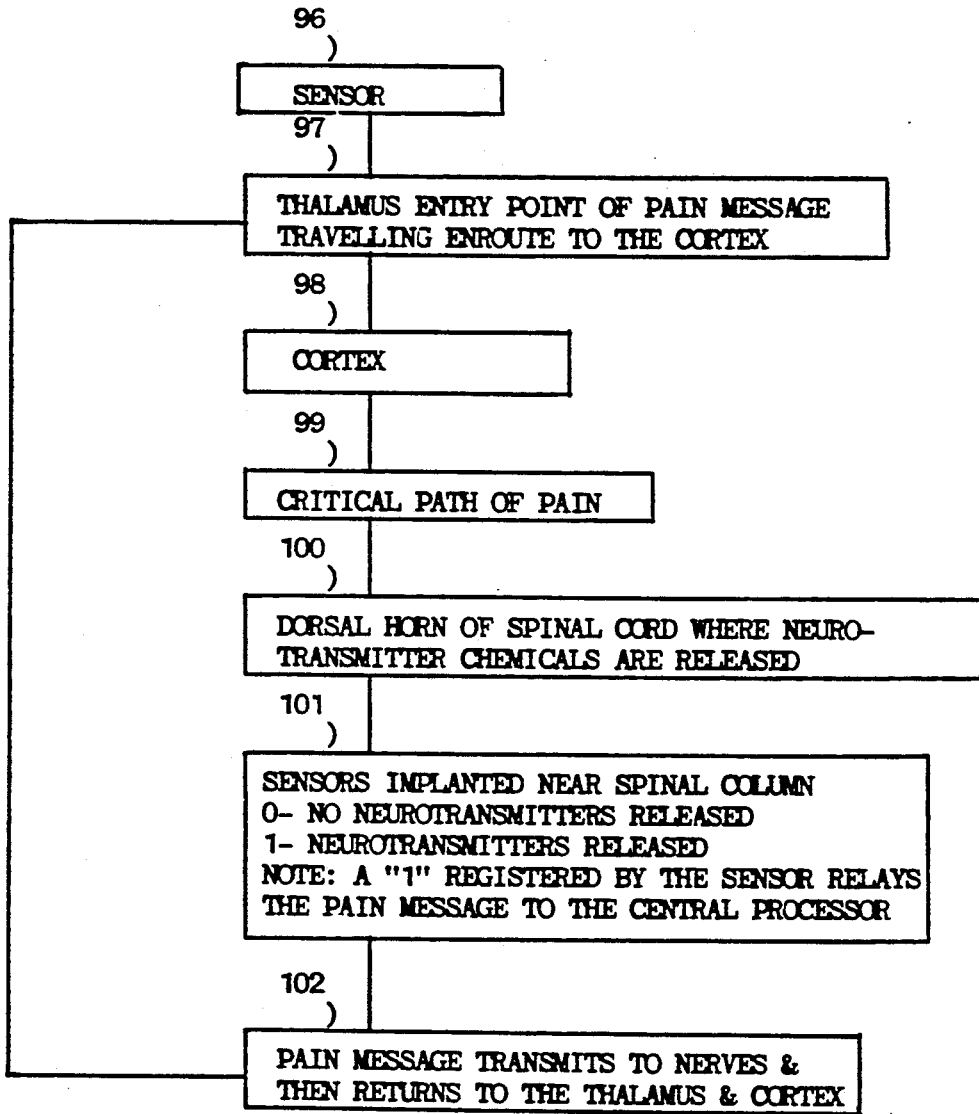 96
SENSOR
97
THALAMUS ENTRY POINT OF PAIN MESSAGE
TRAVELLING ENROUTE TO THE CORTEX
98
CORTEX
99
CRITICAL PATH OF PAIN
100
DORSAL HORN OF SPINAL CORD WHERE NEURO-
TRANSMITTER CHEMICALS ARE RELEASED
101
SENSORS IMPLANTED NEAR SPINAL COLUMN
0- NO NEUROTRANSMITTERS RELEASED
1- NEUROTRANSMITTERS RELEASED
NOTE: A "1" REGISTERED BY THE SENSOR RELAYS
THE PAIN MESSAGE TO THE CENTRAL PROCESSOR
102
PAIN MESSAGE TRANSMITS TO NERVES &
THEN RETURNS TO THE THALAMUS & CORTEX